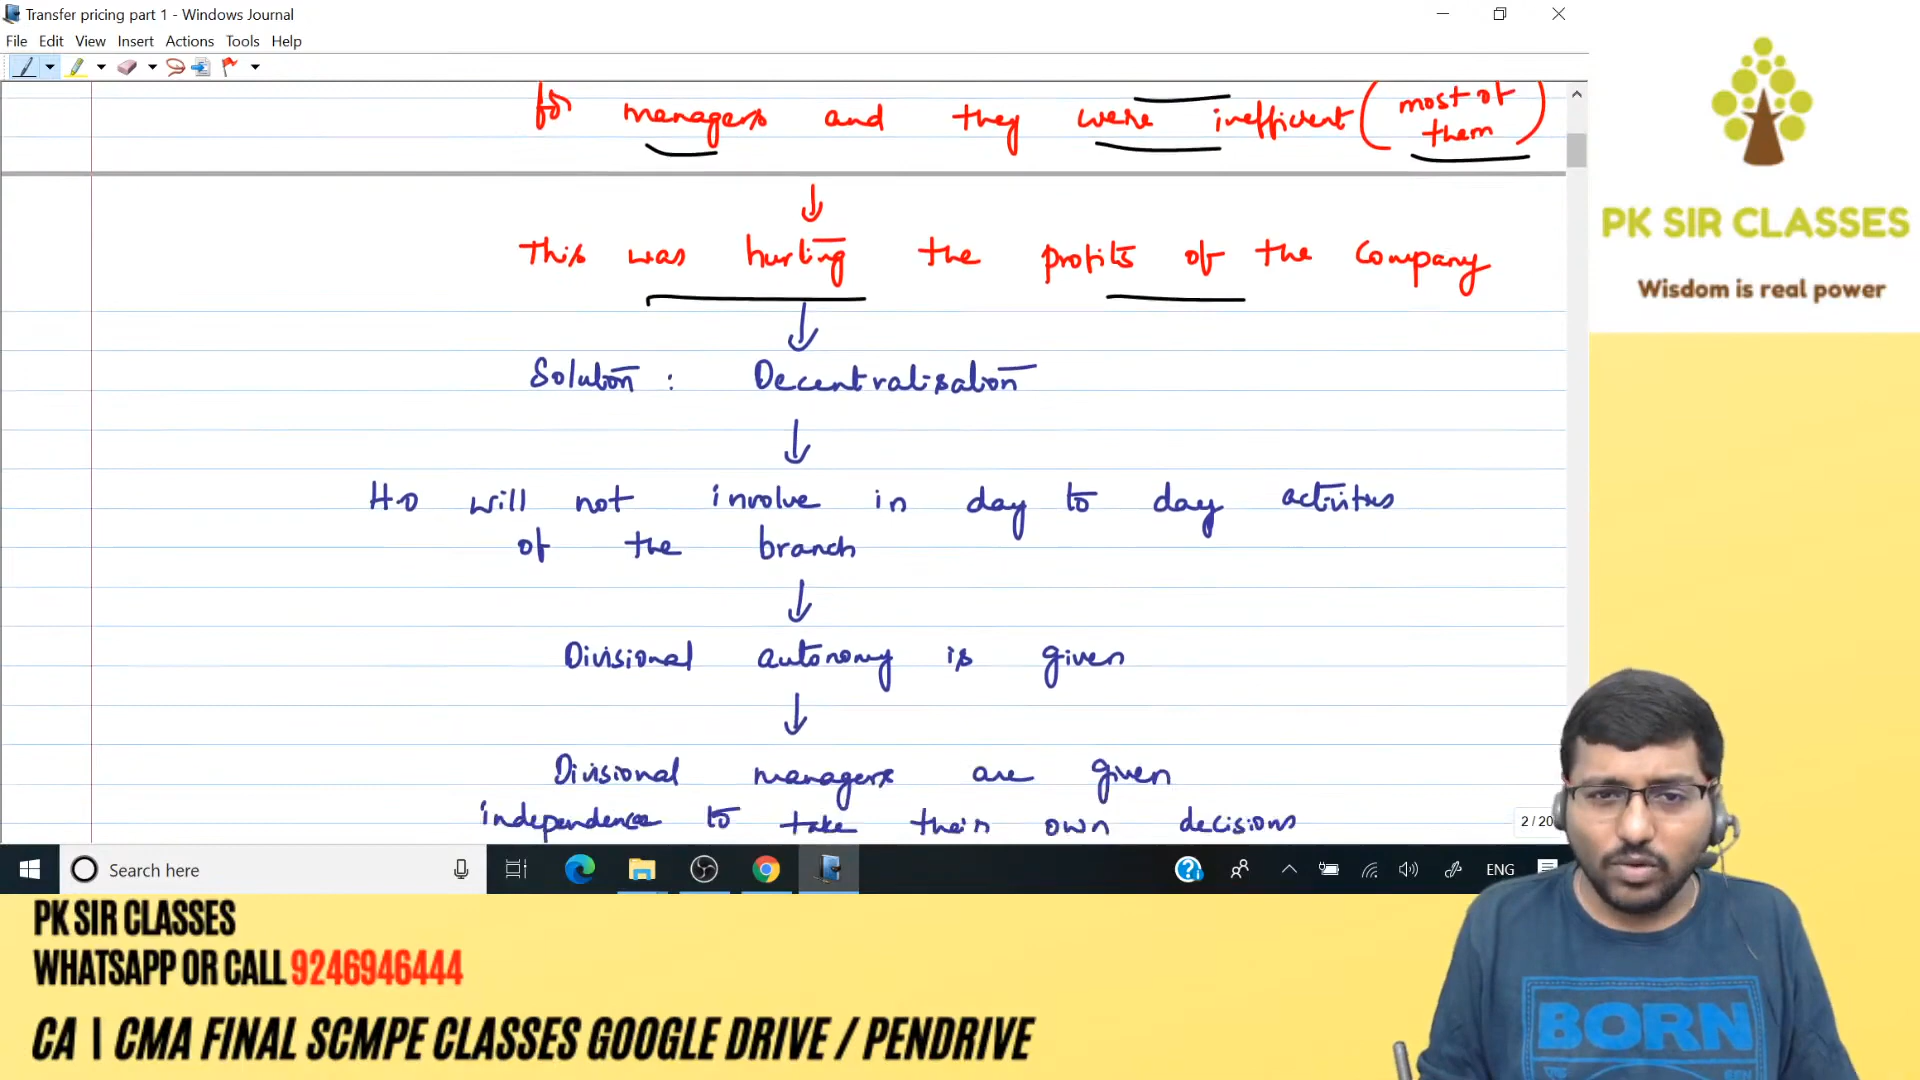 Transfer pricing part 1 - Windows Journal
File Edit View Insert Actions Tools Help
for managers and they were inefficient (most of them)
This was hurting the profits of the company
Solution : Decentralisation
HO will not involve in day to day activities
of the branch
Divisional autonomy is given
Divisional managers are given
independence to take their own decisions
2 / 20
Search here
ENG
PK SIR CLASSES
Wisdom is real power
PK SIR CLASSES
WHATSAPP OR CALL 9246946444
CA \ CMA FINAL SCMPE CLASSES GOOGLE DRIVE / PENDRIVE
BORN